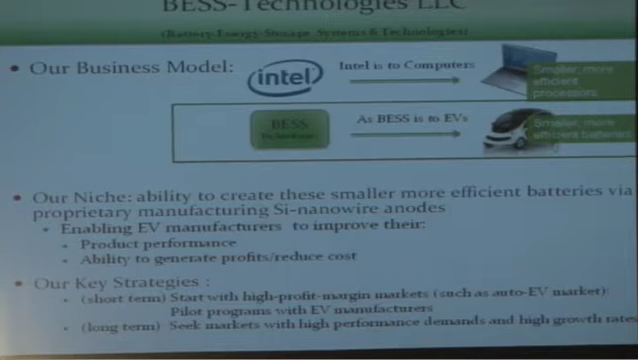 BESS-Technologies LLC
(Battery-Energy-Storage Systems & Technologies)
• Our Business Model:
intel
Intel is to Computers
Smaller, more
efficient
processors
BESS
As BESS is to EVs
Smaller, more
efficient batteries
• Our Niche: ability to create these smaller more efficient batteries via
proprietary manufacturing Si-nanowire anodes
• Enabling EV manufacturers to improve their:
• Product performance
• Ability to generate profits/reduce cost
• Our Key Strategies :
• (short term) Start with high-profit-margin markets (such as auto-EV market):
Pilot programs with EV manufacturers
• (long term) Seek markets with high performance demands and high growth rates